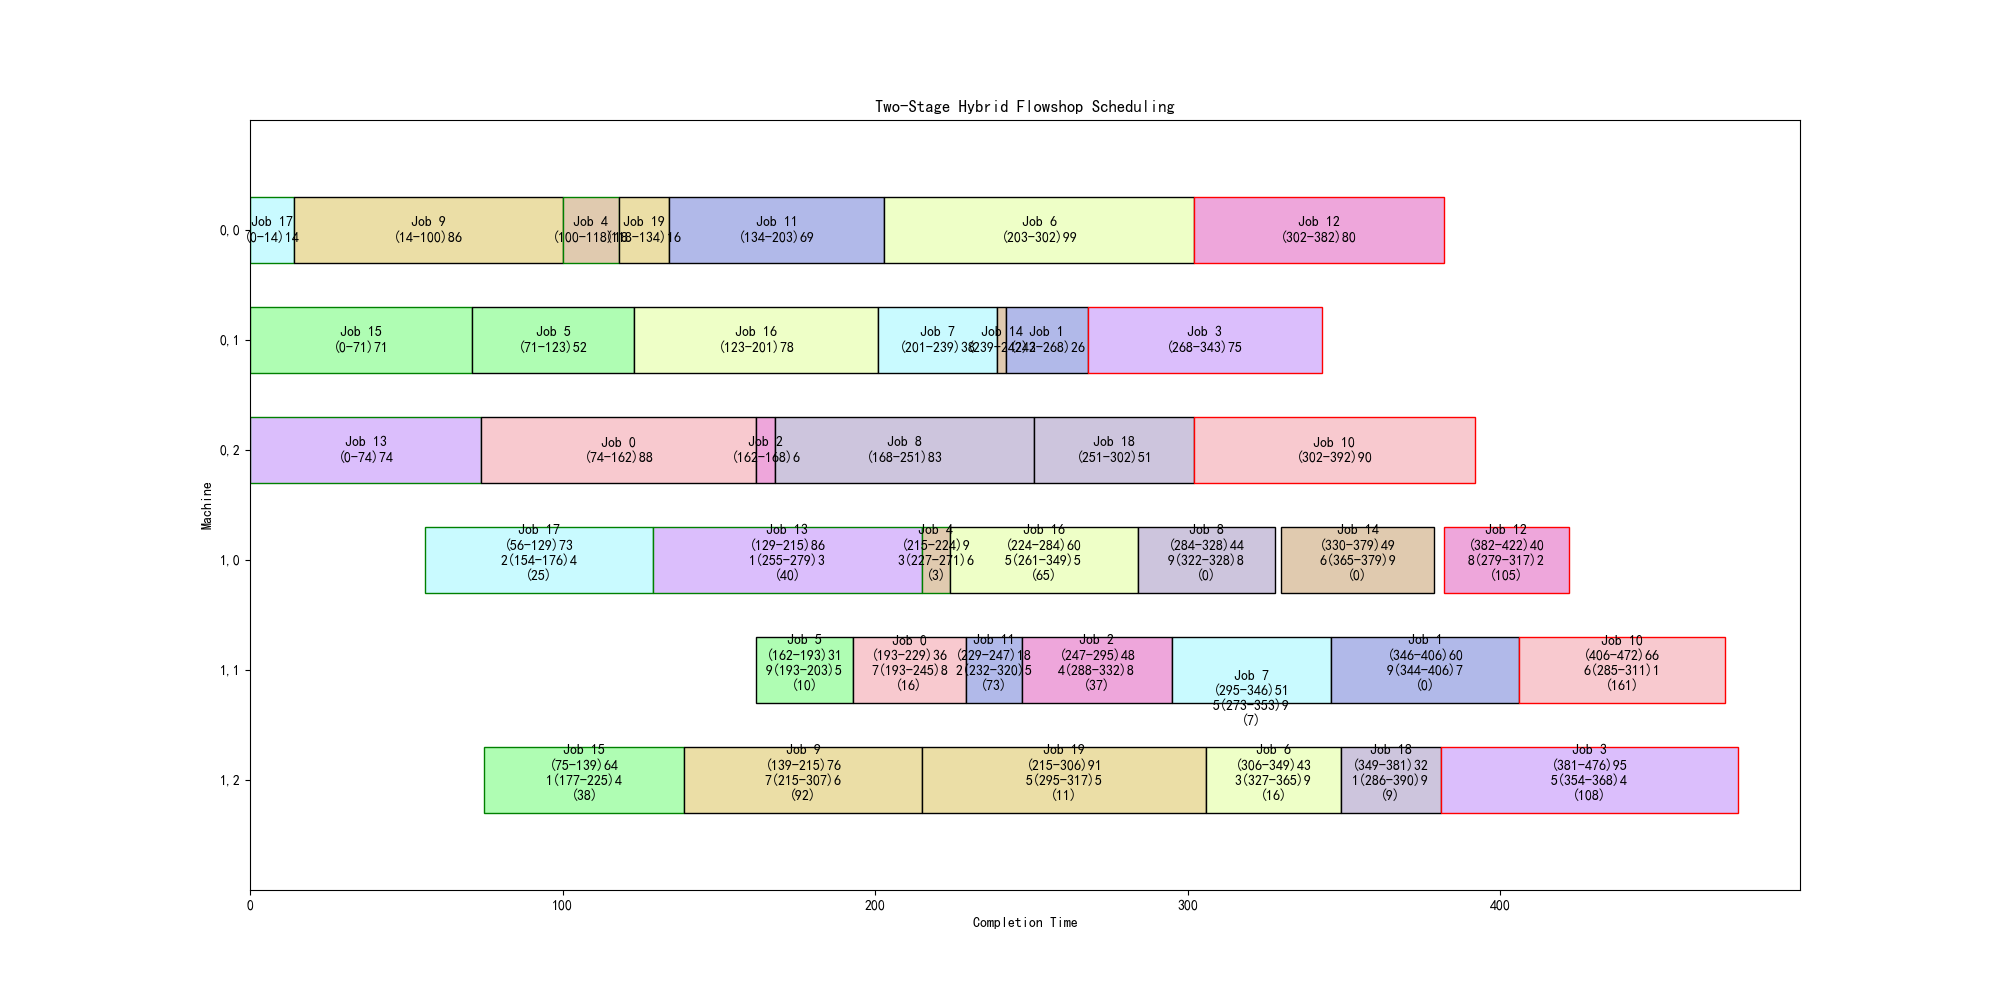 Two-Stage Hybrid Flowshop Scheduling
0,0
Job 17
(0-14)14
Job 9
(14-100)86
Job 4
(100-118)18
Job 19
(118-134)16
Job 11
(134-203)69
Job 6
(203-302)99
Job 12
(302-382)80
0,1
Job 15
(0-71)71
Job 5
(71-123)52
Job 16
(123-201)78
Job 7
(201-239)38
Job 14
(239-242)3
Job 1
(242-268)26
Job 3
(268-343)75
0,2
Job 13
(0-74)74
Job 0
(74-162)88
Job 2
(162-168)6
Job 8
(168-251)83
Job 18
(251-302)51
Job 10
(302-392)90
Machine
1,0
Job 17
(56-129)73
2(154-176)4
(25)
Job 13
(129-215)86
1(255-279)3
(40)
Job 4
(215-224)9
3(227-271)6
(3)
Job 16
(224-284)60
5(261-349)5
(65)
Job 8
(284-328)44
9(322-328)8
(0)
Job 14
(330-379)49
6(365-379)9
(0)
Job 12
(382-422)40
8(279-317)2
(105)
1,1
Job 5
(162-193)31
9(193-203)5
(10)
Job 0
(193-229)36
7(193-245)8
(16)
Job 11
(229-247)18
2(232-320)5
(73)
Job 2
(247-295)48
4(288-332)8
(37)
Job 7
(295-346)51
5(273-353)9
(7)
Job 1
(346-406)60
9(344-406)7
(0)
Job 10
(406-472)66
6(285-311)1
(161)
1,2
Job 15
(75-139)64
1(177-225)4
(38)
Job 9
(139-215)76
7(215-307)6
(92)
Job 19
(215-306)91
5(295-317)5
(11)
Job 6
(306-349)43
3(327-365)9
(16)
Job 18
(349-381)32
1(286-390)9
(9)
Job 3
(381-476)95
5(354-368)4
(108)
0
100
200
300
400
Completion Time